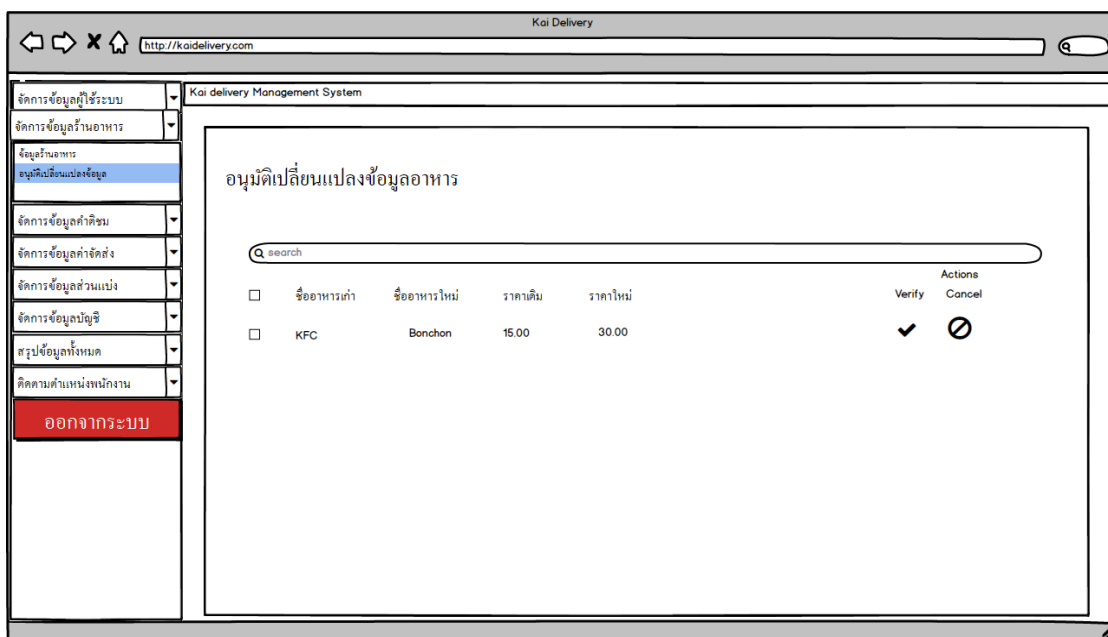 Kai Delivery
http://kaidelivery.com
จัดการข้อมูลผู้ใช้ระบบ
Kai delivery Management System
จัดการข้อมูลร้านอาหาร
ข้อมูลร้านอาหาร
อนุมัติเปลี่ยนแปลงข้อมูล
จัดการข้อมูลคำติชม
จัดการข้อมูลค่าจัดส่ง
จัดการข้อมูลส่วนแบ่ง
จัดการข้อมูลบัญชี
สรุปข้อมูลทั้งหมด
ติดตามตำแหน่งพนักงาน
ออกจากระบบ
อนุมัติเปลี่ยนแปลงข้อมูลอาหาร
search
Actions
ชื่ออาหารเก่า ชื่ออาหารใหม่ ราคาเดิม ราคาใหม่ Verify Cancel
KFC Bonchon 15.00 30.00